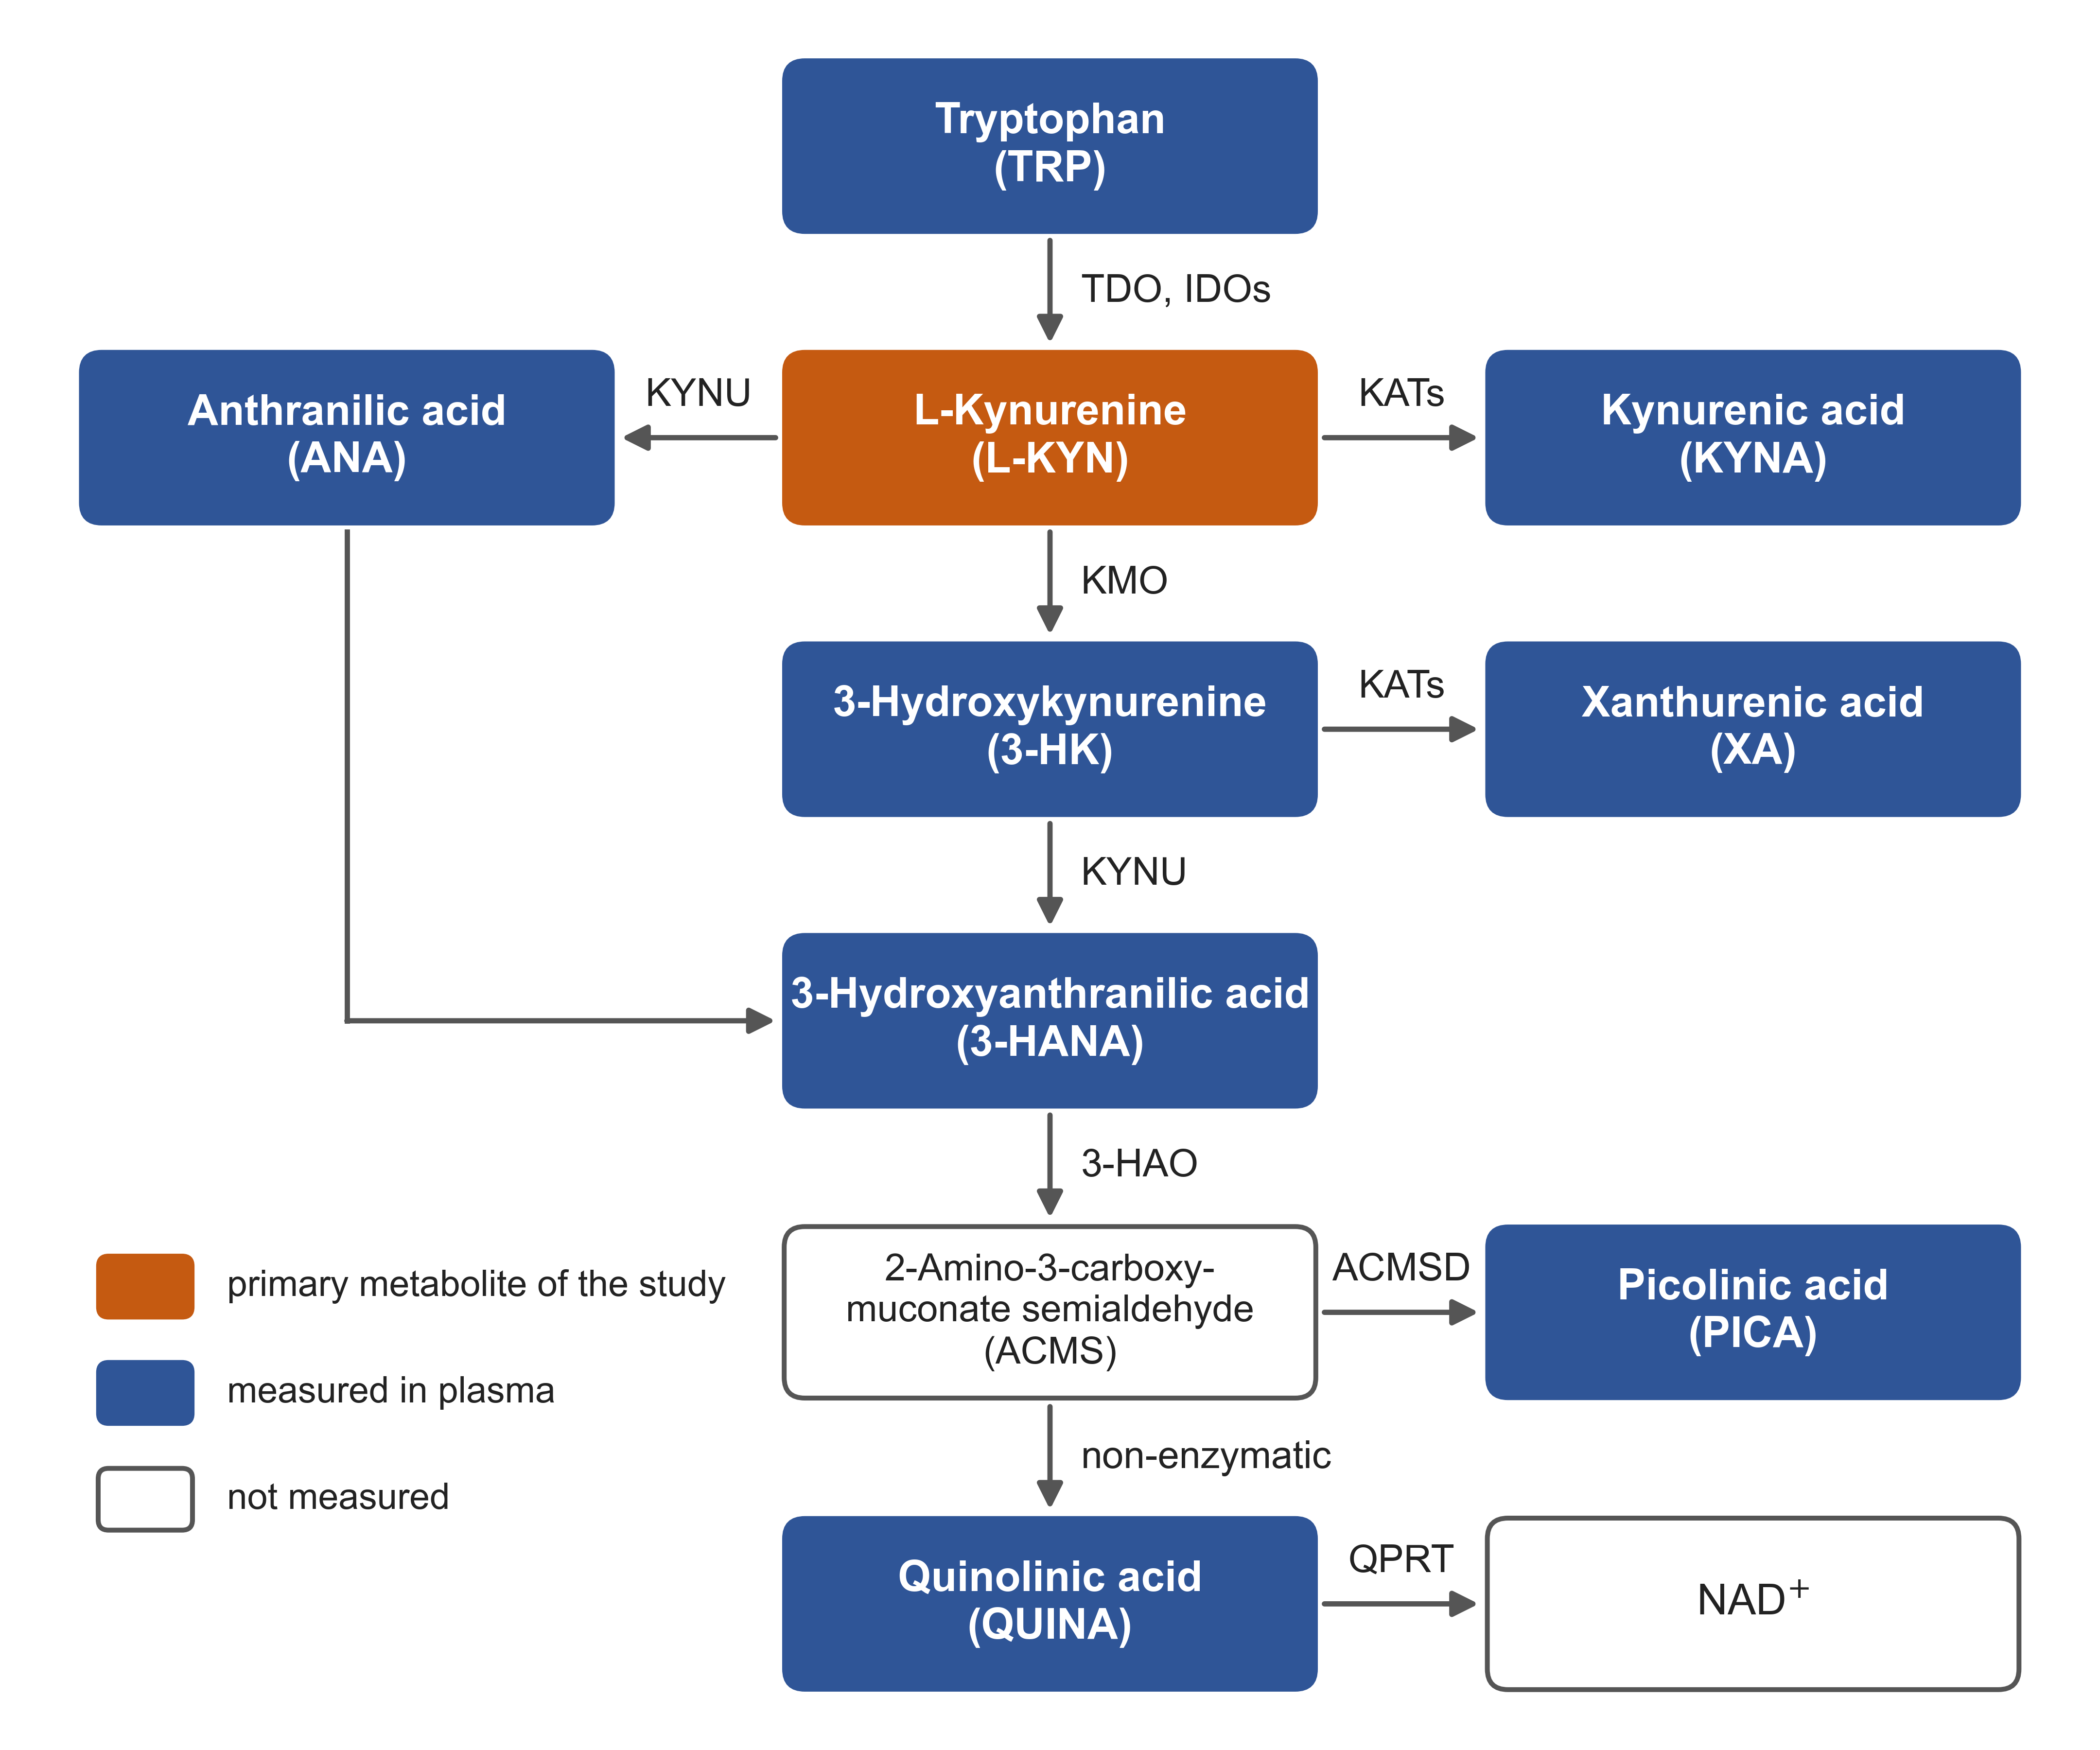 Tryptophan
(TRP)
TDO, IDOs
Anthranilic acid
(ANA)
KYNU
L-Kynurenine
(L-KYN)
KATs
Kynurenic acid
(KYNA)
KMO
3-Hydroxykynurenine
(3-HK)
KATs
Xanthurenic acid
(XA)
KYNU
3-Hydroxyanthranilic acid
(3-HANA)
3-HAO
2-Amino-3-carboxy-
muconate semialdehyde
(ACMS)
ACMSD
Picolinic acid
(PICA)
non-enzymatic
Quinolinic acid
(QUINA)
QPRT
NAD⁺
primary metabolite of the study
measured in plasma
not measured